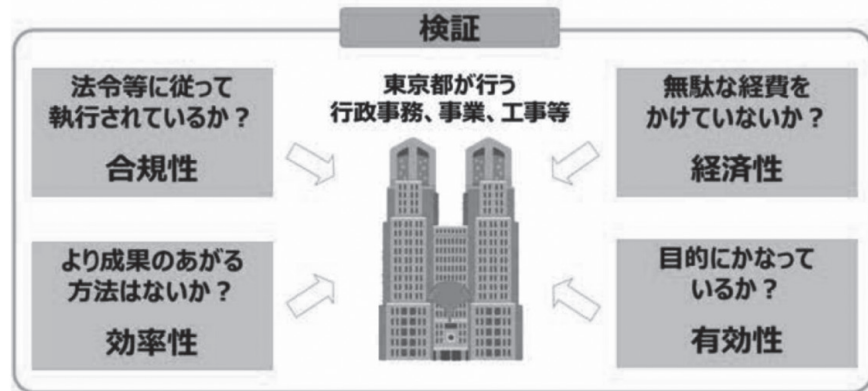 検証
法令等に従って
執行されているか？
合規性
東京都が行う
行政事務、事業、工事等
無駄な経費を
かけていないか？
経済性
より成果のあがる
方法はないか？
効率性
目的にかなって
いるか？
有効性